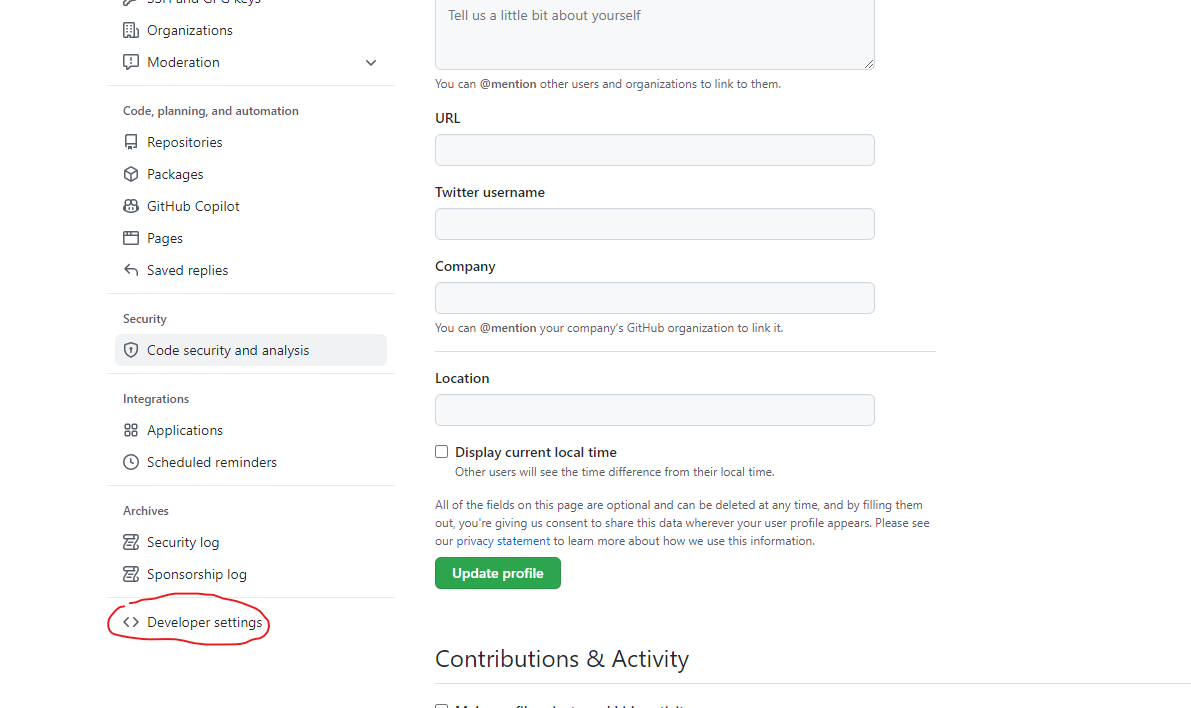 SSH and GPG keys
Organizations
Moderation
Code, planning, and automation
Repositories
Packages
GitHub Copilot
Pages
Saved replies
Security
Code security and analysis
Integrations
Applications
Scheduled reminders
Archives
Security log
Sponsorship log
Developer settings
Tell us a little bit about yourself
You can @mention other users and organizations to link to them.
URL
Twitter username
Company
You can @mention your company's GitHub organization to link it.
Location
Display current local time
Other users will see the time difference from their local time.
All of the fields on this page are optional and can be deleted at any time, and by filling them
out, you're giving us consent to share this data wherever your user profile appears. Please see
our privacy statement to learn more about how we use this information.
Update profile
Contributions & Activity